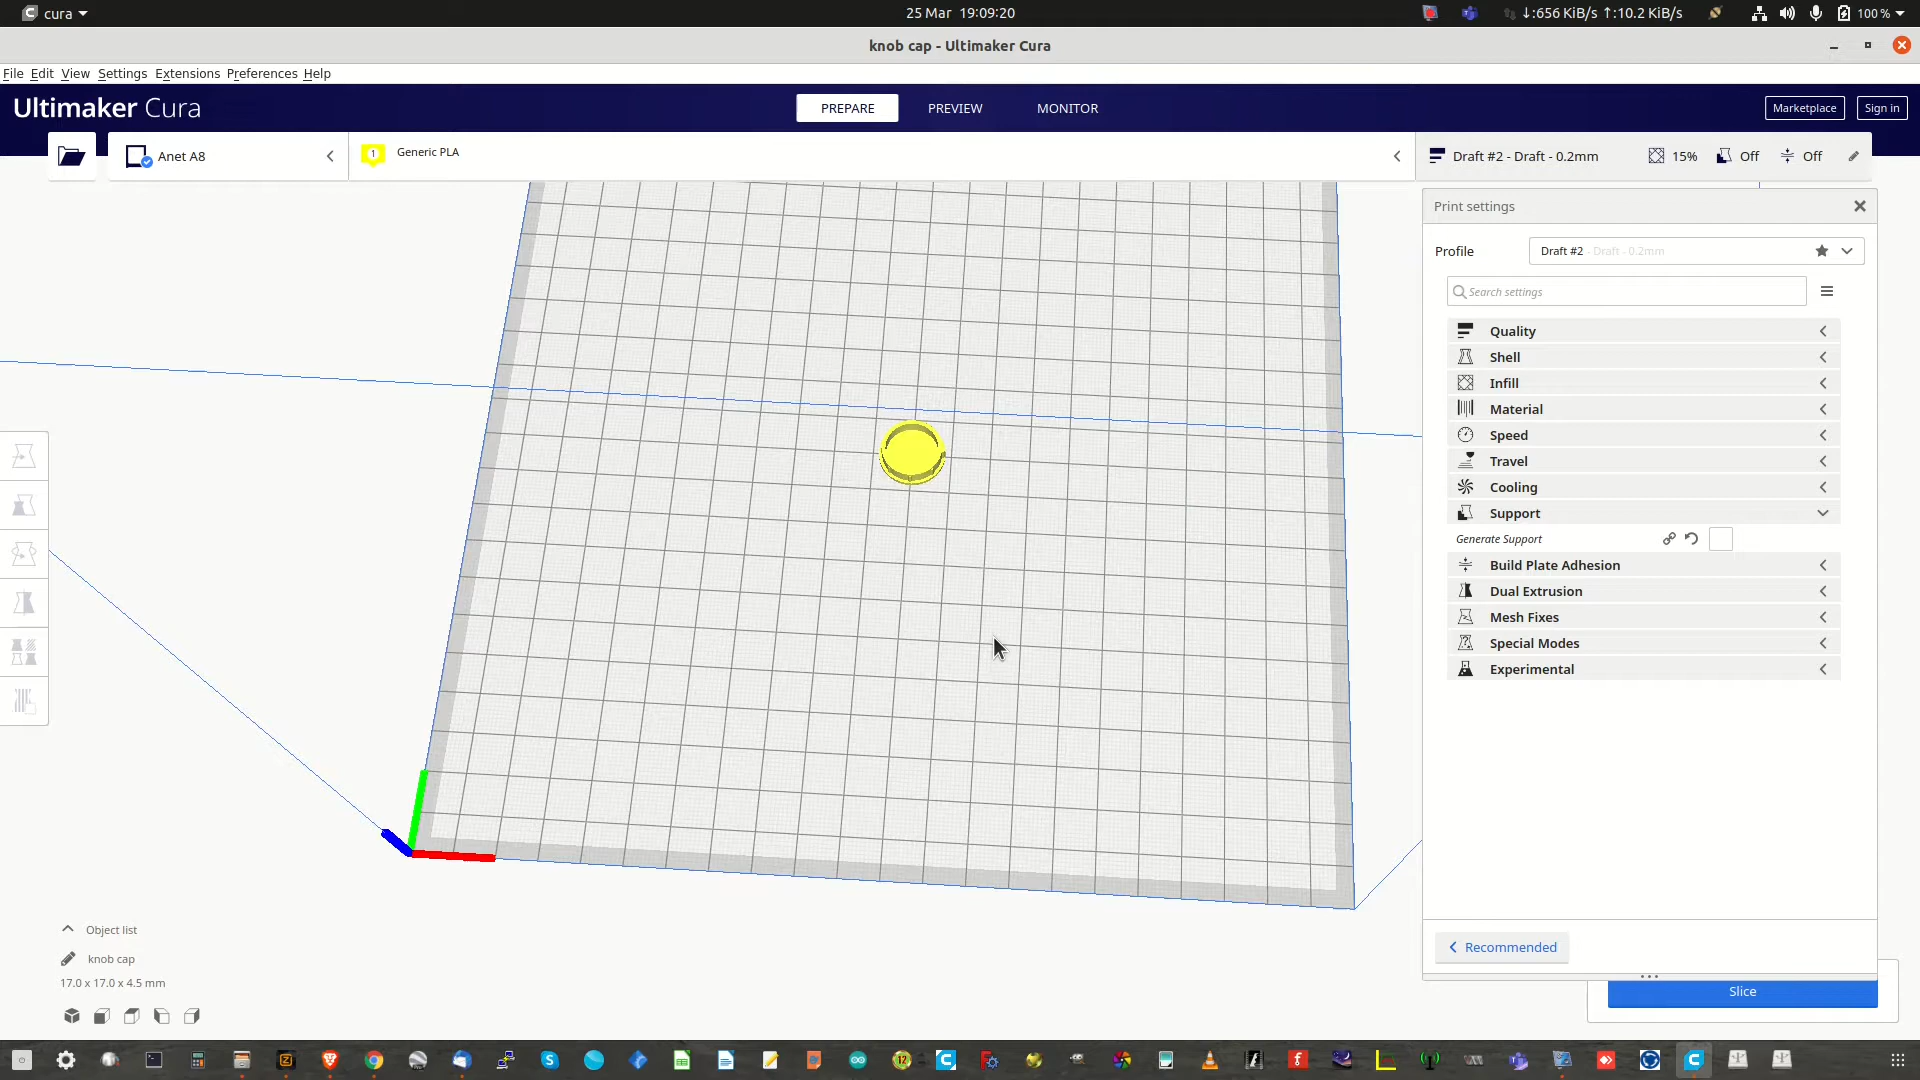 cura
25 Mar 19:09:20
↓:656 KiB/s ↑:10.2 KiB/s
100 %
knob cap - Ultimaker Cura
File Edit View Settings Extensions Preferences Help
Ultimaker Cura
PREPARE
PREVIEW
MONITOR
Marketplace
Sign in
Anet A8
1
Generic PLA
Draft #2 - Draft - 0.2mm
15%
Off
Off
Print settings
Profile
Draft #2 - Draft - 0.2mm
Search settings
Quality
Shell
Infill
Material
Speed
Travel
Cooling
Support
Generate Support
Build Plate Adhesion
Dual Extrusion
Mesh Fixes
Special Modes
Experimental
Recommended
Slice
Object list
knob cap
17.0 x 17.0 x 4.5 mm